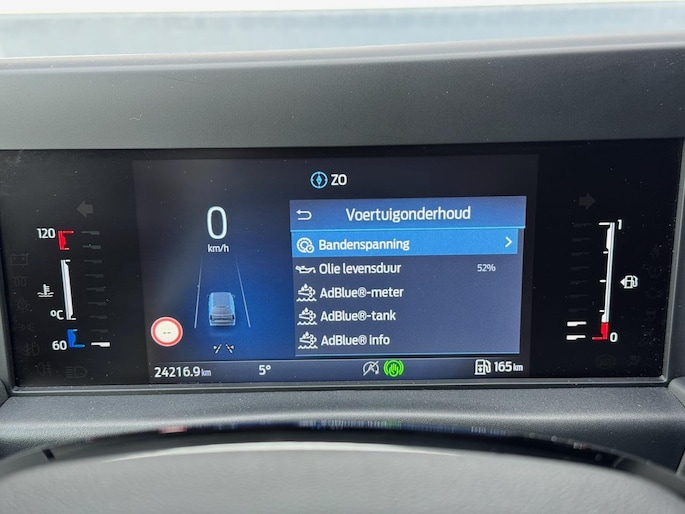 ZO
0
km/h
Voertuigonderhoud
Bandenspanning
Olie levensduur 52%
AdBlue®-meter
AdBlue®-tank
AdBlue® info
120
ºC
60
1
0
--
24216.9 km 5° 165 km